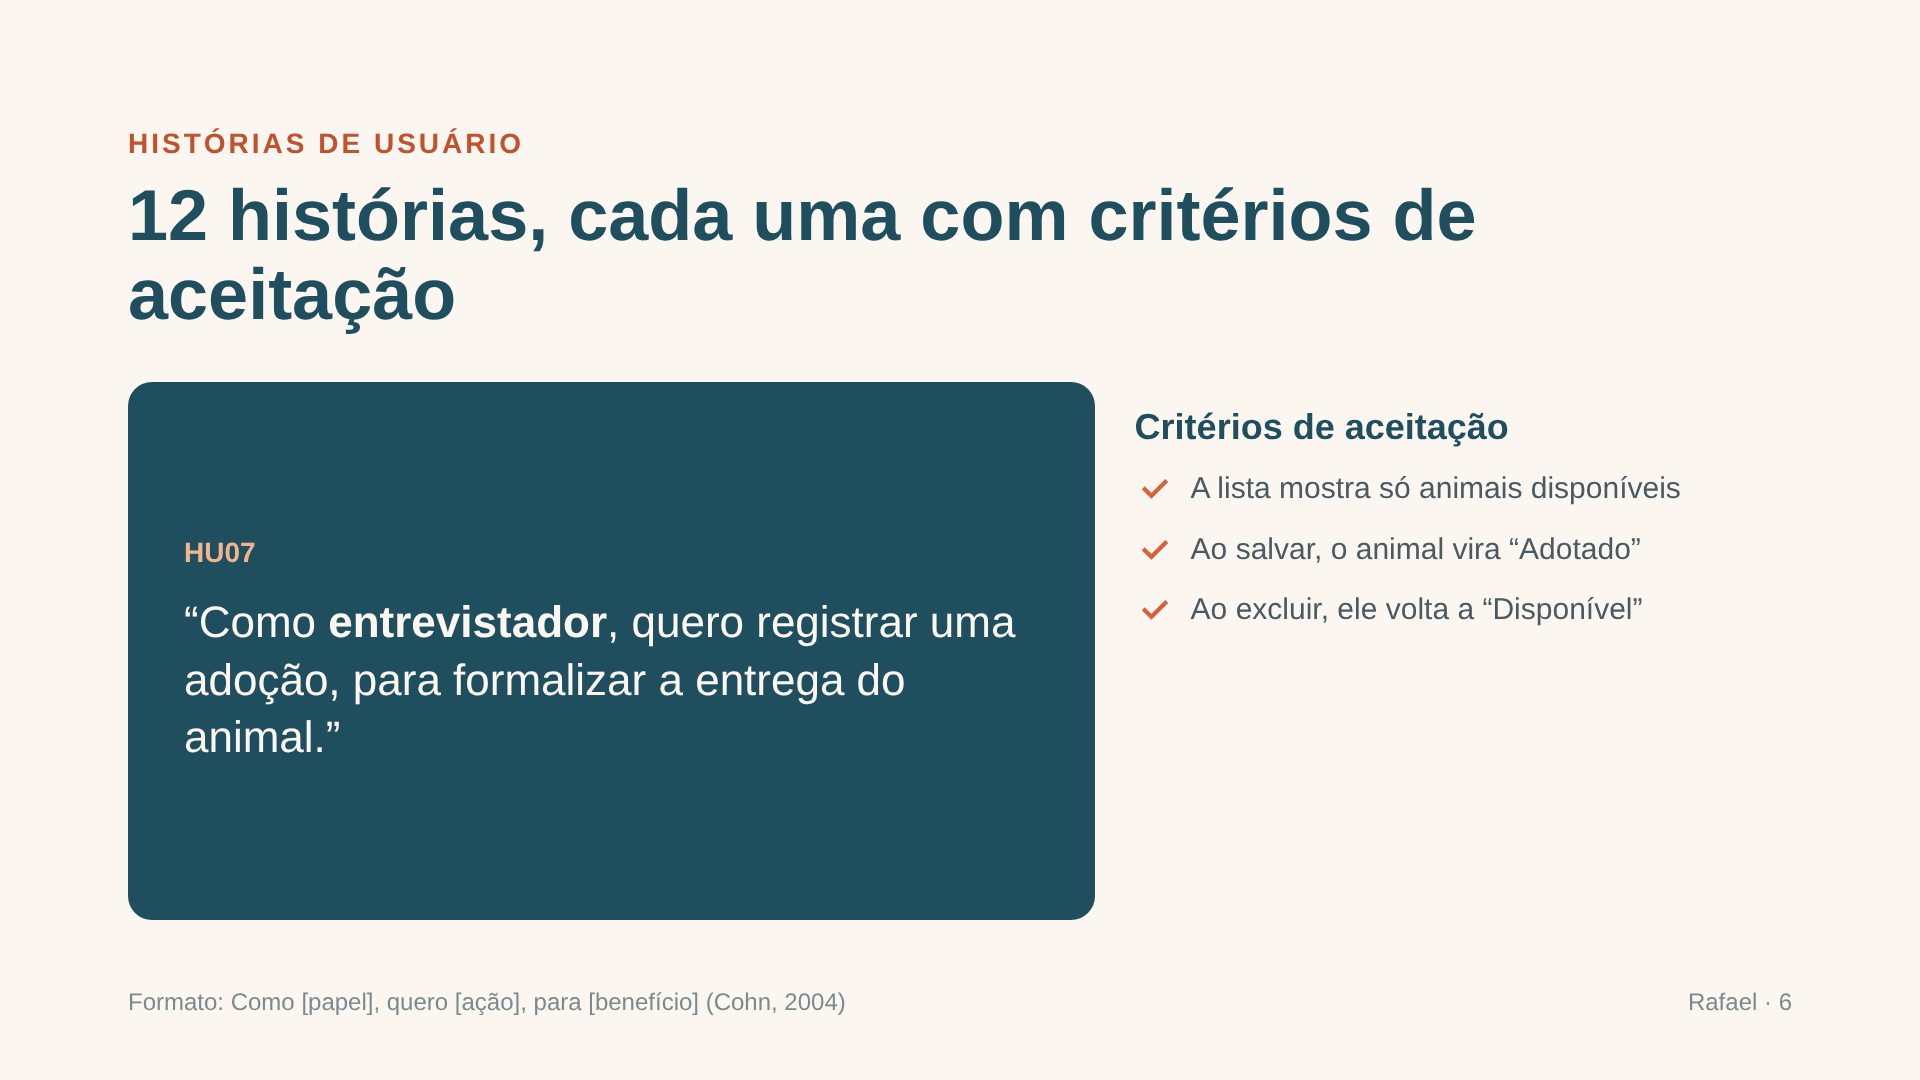 HISTÓRIAS DE USUÁRIO
12 histórias, cada uma com critérios de
aceitação
HU07
“Como entrevistador, quero registrar uma
adoção, para formalizar a entrega do
animal.”
Critérios de aceitação
A lista mostra só animais disponíveis
Ao salvar, o animal vira “Adotado”
Ao excluir, ele volta a “Disponível”
Formato: Como [papel], quero [ação], para [benefício] (Cohn, 2004)
Rafael · 6